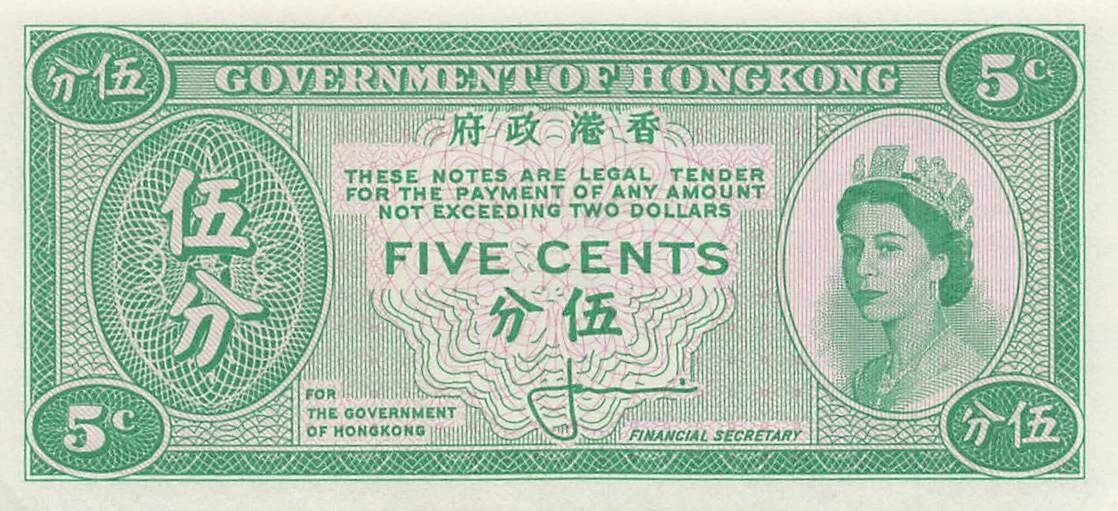 分伍
GOVERNMENT OF HONGKONG
5c.
府政港香
THESE NOTES ARE LEGAL TENDER
FOR THE PAYMENT OF ANY AMOUNT
NOT EXCEEDING TWO DOLLARS
FIVE CENTS
分伍
伍
分
FOR
THE GOVERNMENT
OF HONGKONG
FINANCIAL SECRETARY
5c
分伍